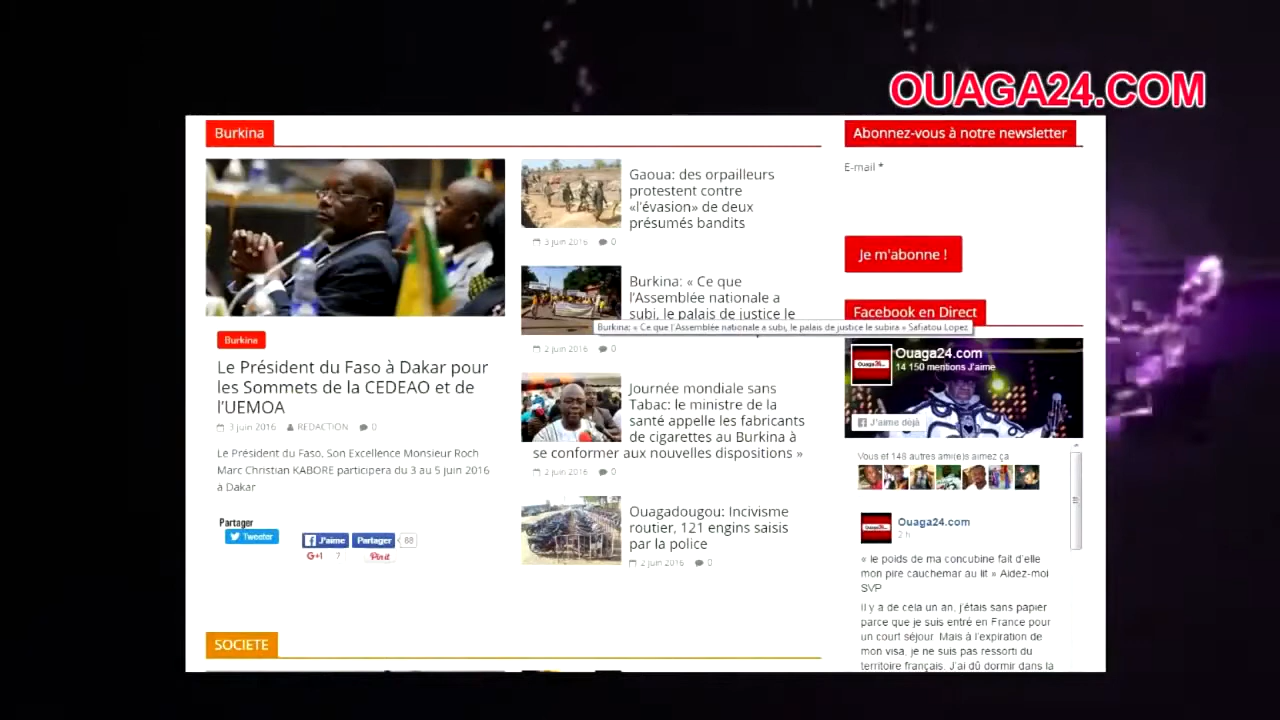 OUAGA24.COM
Burkina
Burkina
Le Président du Faso à Dakar pour
les Sommets de la CEDEAO et de
l'UEMOA
3 juin 2016 REDACTION 0
Le Président du Faso, Son Excellence Monsieur Roch
Marc Christian KABORE participera du 3 au 5 juin 2016
à Dakar
Partager
Tweeter
J'aime Partager 88
G+1 7 Pin it
Gaoua: des orpailleurs
protestent contre
«l'évasion» de deux
présumés bandits
3 juin 2016 0
Burkina: « Ce que
l'Assemblée nationale a
subi, le palais de justice le
Burkina: « Ce que l'Assemblée nationale a subi, le palais de justice le subira » Safiatou Lopez
2 juin 2016 0
Journée mondiale sans
Tabac: le ministre de la
santé appelle les fabricants
de cigarettes au Burkina à
se conformer aux nouvelles dispositions »
2 juin 2016 0
Ouagadougou: Incivisme
routier, 121 engins saisis
par la police
2 juin 2016 0
SOCIETE
Abonnez-vous à notre newsletter
E-mail *
Je m'abonne !
Facebook en Direct
Ouaga24.com
14 150 mentions J'aime
J'aime déjà
Vous et 148 autres ami(e)s aimez ça
Ouaga24.com
2 h
« le poids de ma concubine fait d'elle
mon pire cauchemar au lit » Aidez-moi
SVP
Il y a de cela un an, j'étais sans papier
parce que je suis entré en France pour
un court séjour. Mais à l'expiration de
mon visa, je ne suis pas ressorti du
territoire français. J'ai dû dormir dans la